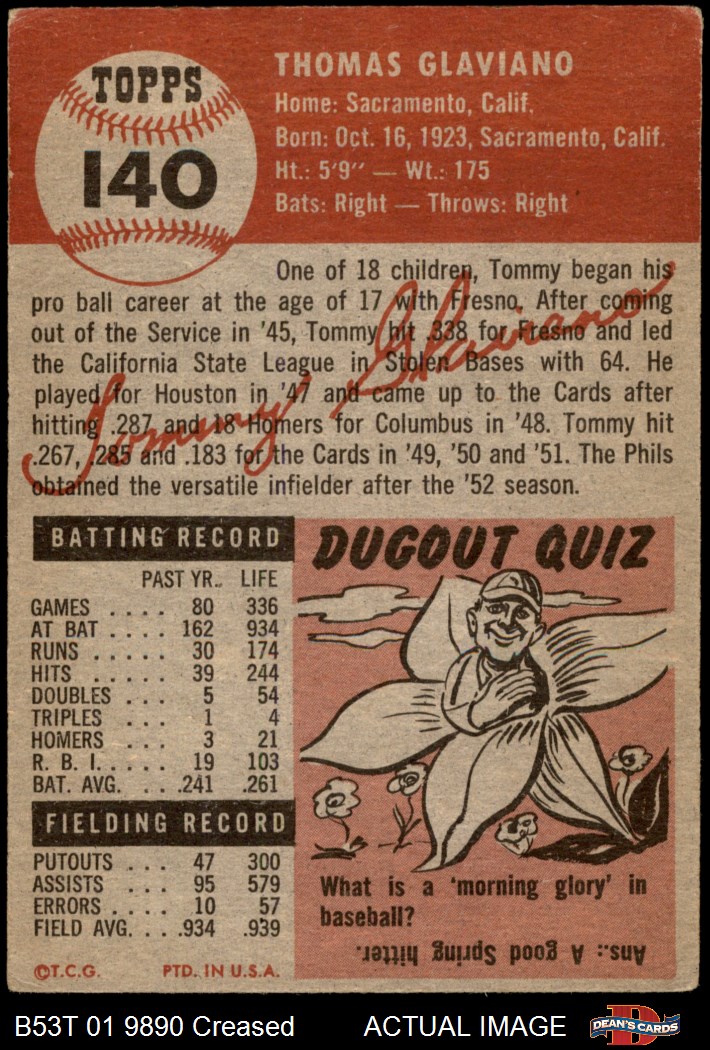 TOPPS
140
THOMAS GLAVIANO
Home: Sacramento, Calif.
Born: Oct. 16, 1923, Sacramento, Calif.
Ht.: 5'9" — Wt.: 175
Bats: Right — Throws: Right
One of 18 children, Tommy began his
pro ball career at the age of 17 with Fresno. After coming
out of the Service in '45, Tommy hit .338 for Fresno and led
the California State League in Stolen Bases with 64. He
played for Houston in '47 and came up to the Cards after
hitting .287 and 18 Homers for Columbus in '48. Tommy hit
.267, .285 and .183 for the Cards in '49, '50 and '51. The Phils
obtained the versatile infielder after the '52 season.
Tommy Glaviano
BATTING RECORD
PAST YR. LIFE
GAMES .... 80 336
AT BAT .... 162 934
RUNS ..... 30 174
HITS ..... 39 244
DOUBLES ... 5 54
TRIPLES ... 1 4
HOMERS ... 3 21
R. B. I. .... 19 103
BAT. AVG. ... .241 .261
FIELDING RECORD
PUTOUTS ... 47 300
ASSISTS ... 95 579
ERRORS .... 10 57
FIELD AVG. ... .934 .939
©T.C.G. PTD. IN U.S.A.
DUGOUT QUIZ
What is a 'morning glory' in
baseball?
Ans.: A good Spring hitter.
B53T 01 9890 Creased ACTUAL IMAGE
D
DEAN'S CARDS